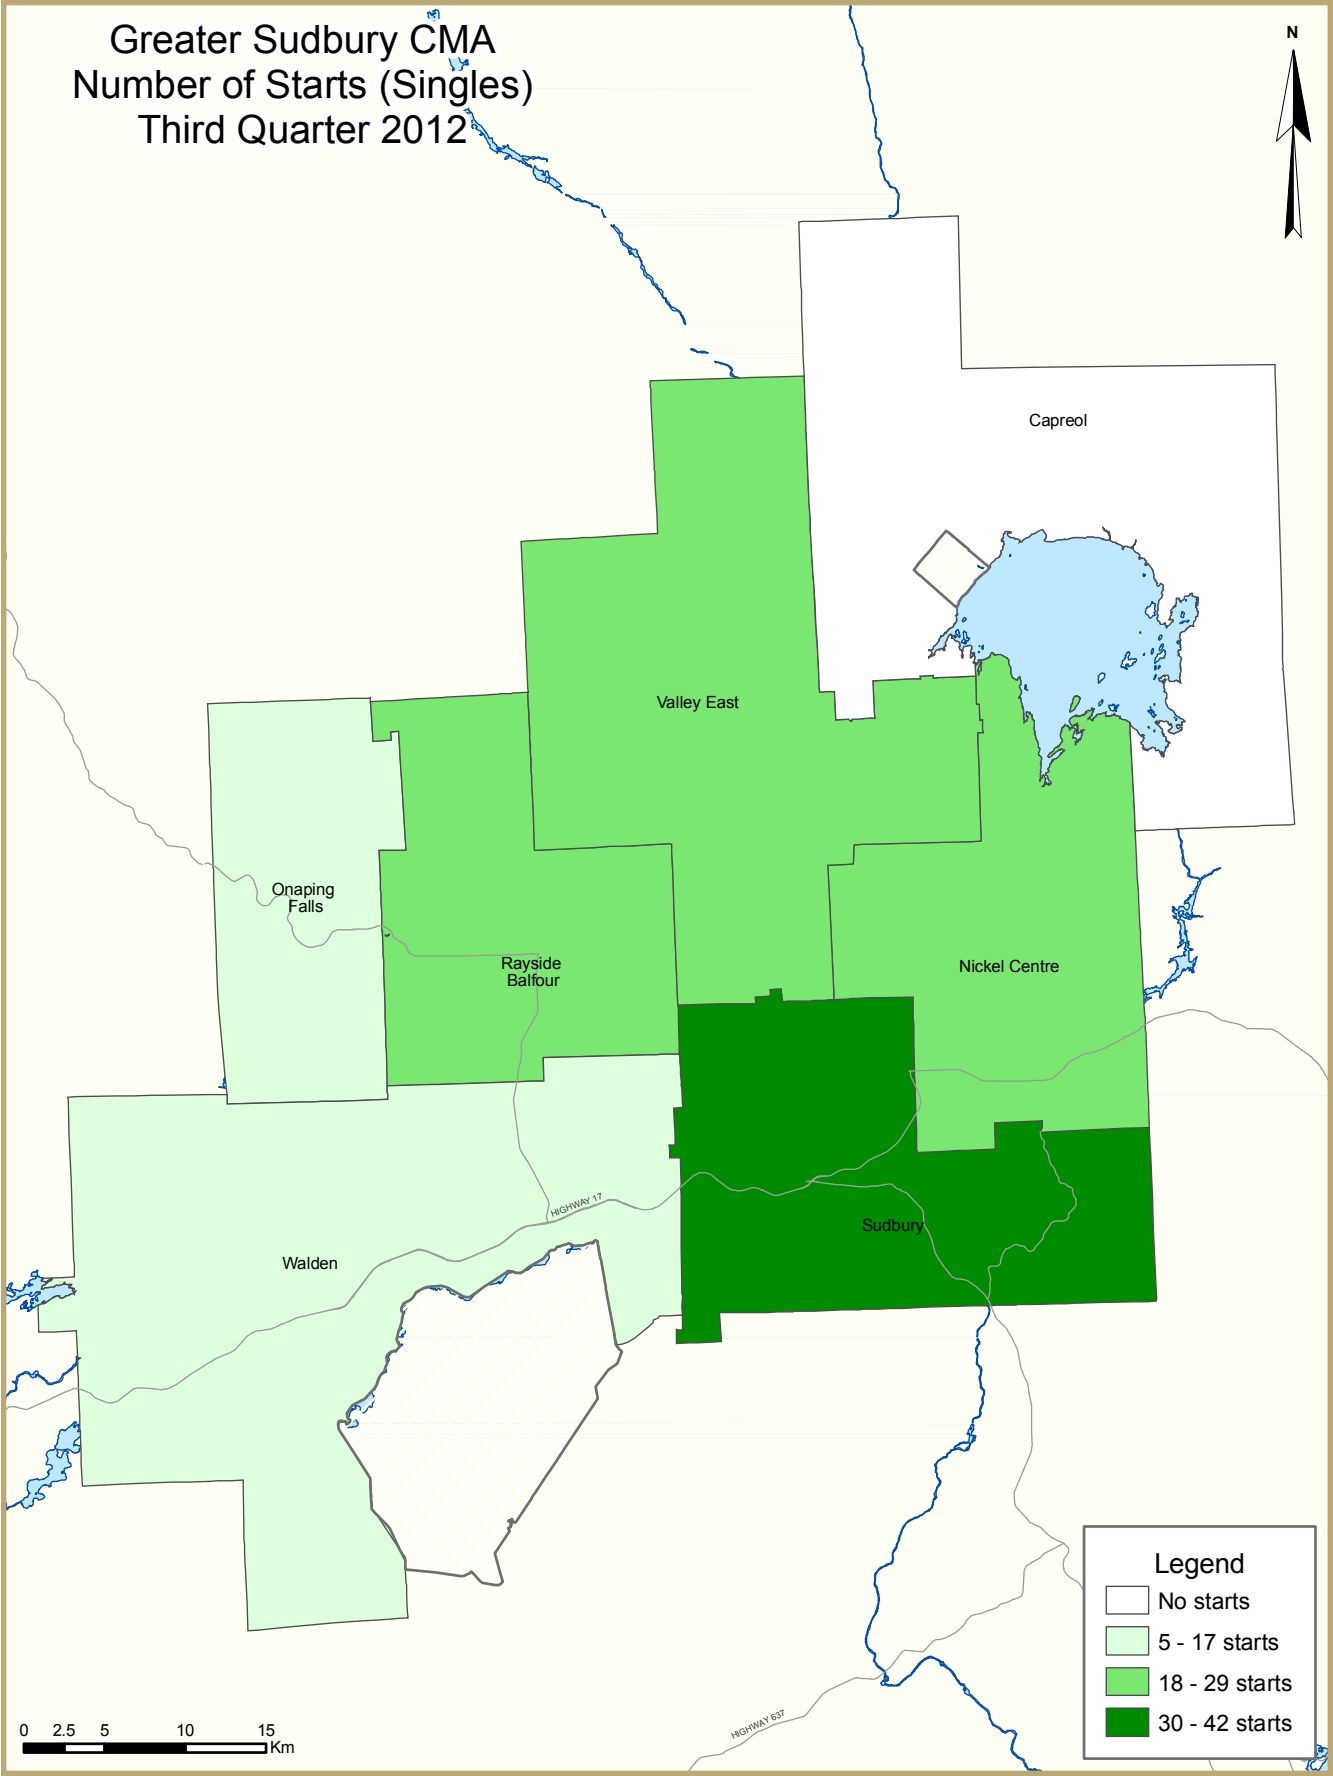 Greater Sudbury CMA
Number of Starts (Singles)
Third Quarter 2012
N
Capreol
Valley East
Onaping
Falls
Rayside
Balfour
Nickel Centre
HIGHWAY 17
Sudbury
Walden
HIGHWAY 637
Legend
No starts
5 - 17 starts
18 - 29 starts
30 - 42 starts
0 2.5 5 10 15
Km